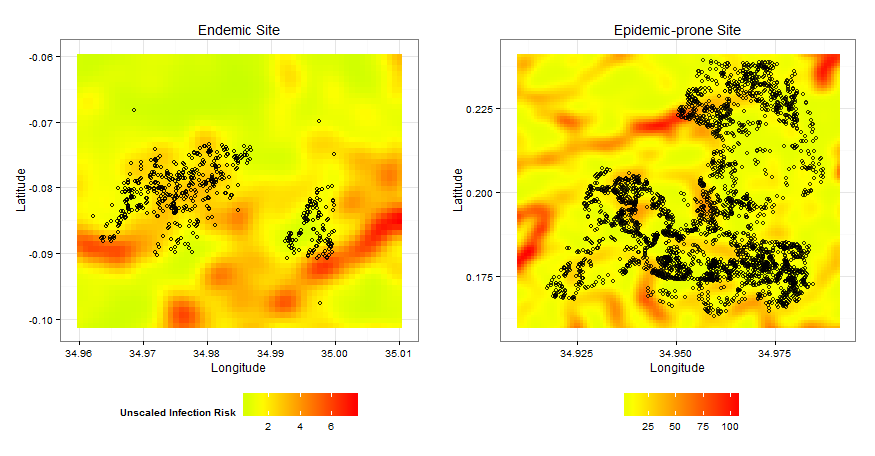 Endemic Site
Epidemic-prone Site
-0.06
-0.07
-0.08
-0.09
-0.10
Latitude
34.96 34.97 34.98 34.99 35.00 35.01
Longitude
0.225
0.200
0.175
Latitude
34.925 34.950 34.975
Longitude
Unscaled Infection Risk
2 4 6
25 50 75 100